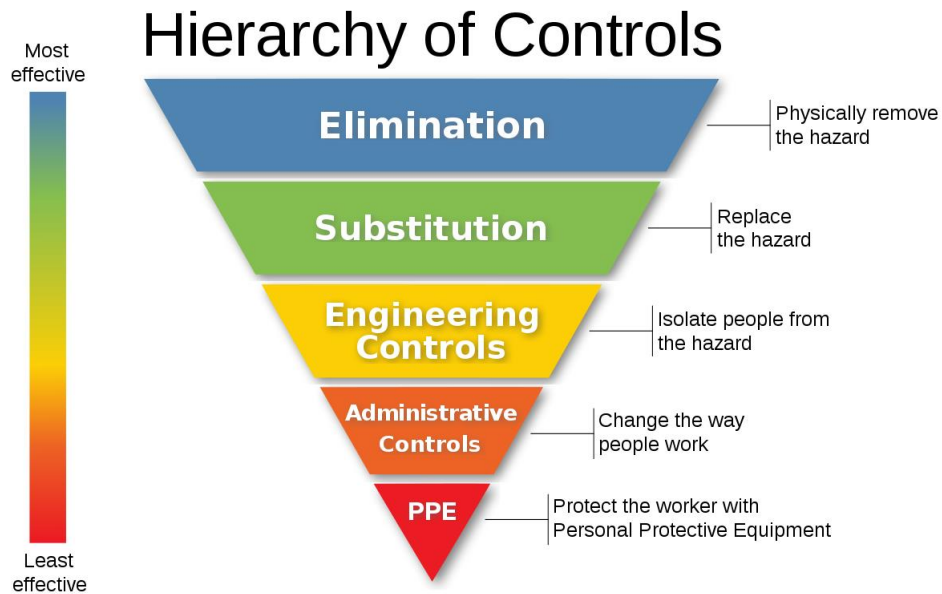 Hierarchy of Controls
Most
effective
Elimination
Physically remove
the hazard
Substitution
Replace
the hazard
Engineering
Controls
Isolate people from
the hazard
Administrative
Controls
Change the way
people work
PPE
Protect the worker with
Personal Protective Equipment
Least
effective